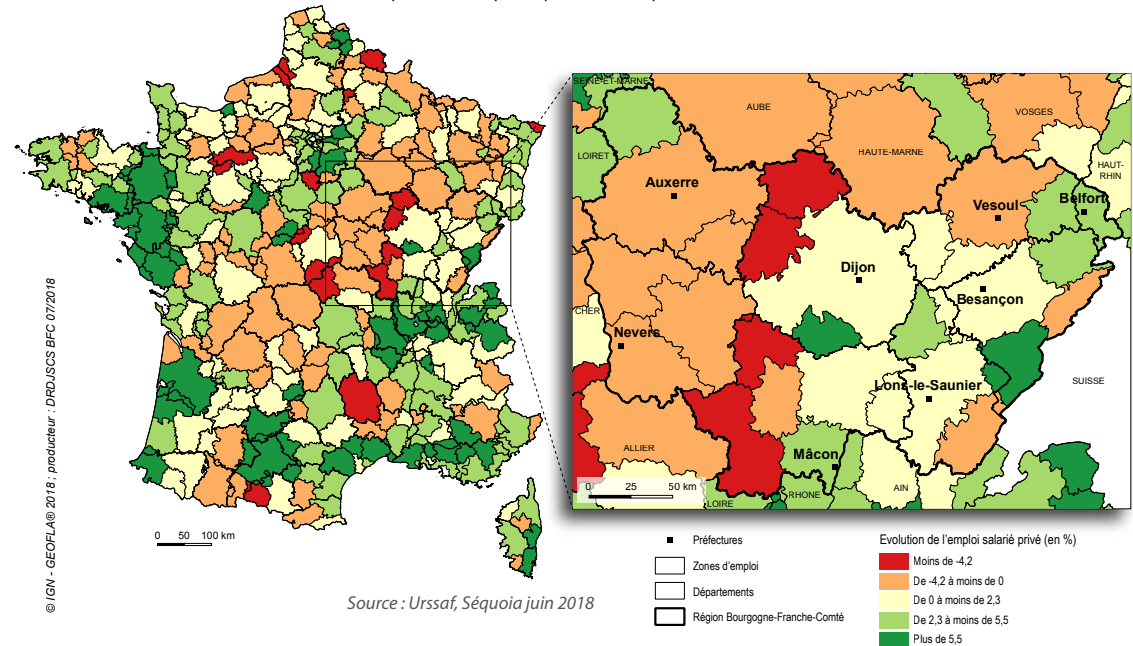 © IGN - GEOFLA® 2018 ; producteur : DRDJSCS BFC 07/2018
0 50 100 km
Source : Urssaf, Séquoia juin 2018
SEINE-ET-MARNE
AUBE
VOSGES
HAUTE-MARNE
LOIRET
HAUT-
RHIN
Auxerre
Vesoul
Belfort
Dijon
Besançon
CHER
Nevers
SUISSE
Lons-le-Saunier
ALLIER
Mâcon
0 25 50 km
LOIRE
RHONE
AIN
Préfectures
Zones d'emploi
Départements
Région Bourgogne-Franche-Comté
Evolution de l'emploi salarié privé (en %)
Moins de -4,2
De -4,2 à moins de 0
De 0 à moins de 2,3
De 2,3 à moins de 5,5
Plus de 5,5